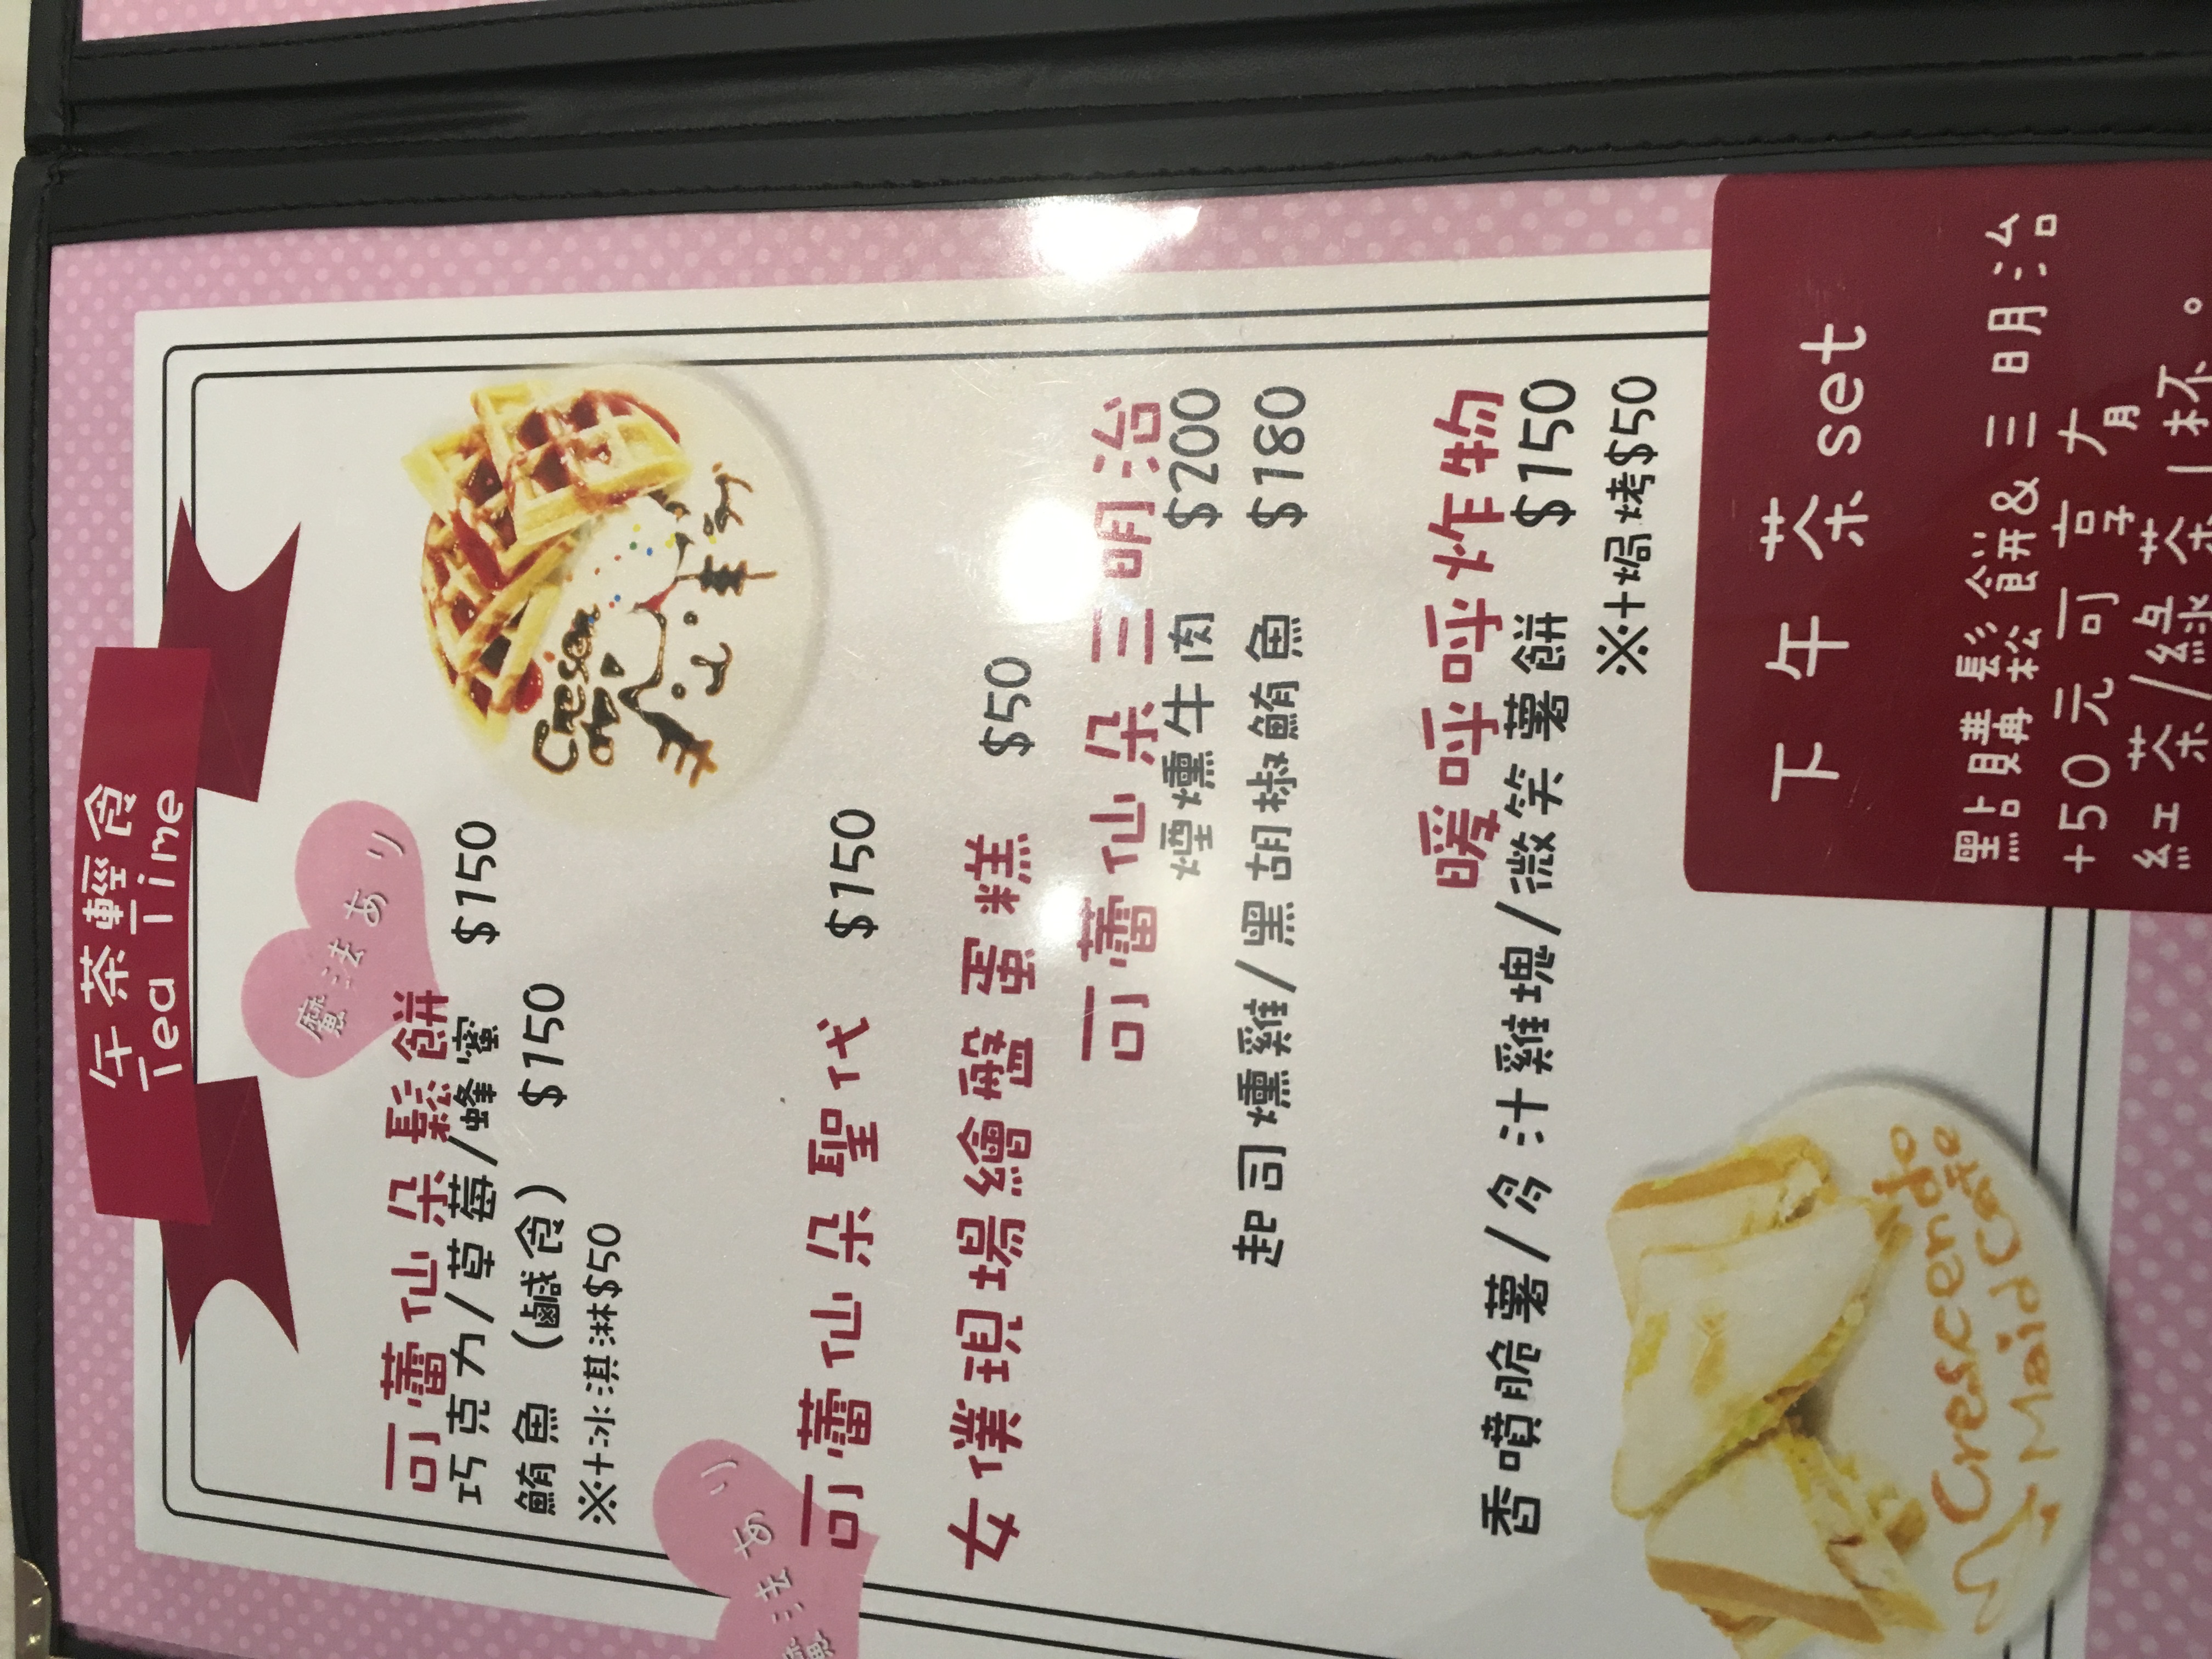 午茶輕食
Tea Time
魔法あり
可蕾仙朵鬆餅
巧克力/草莓/蜂蜜 $150
鮪魚（鹹食） $150
※+冰淇淋$50
Crescen
魔法あり
可蕾仙朵聖代 $150
女僕現場繪盤蛋糕 $50
可蕾仙朵三明治
煙燻牛肉 $200
起司燻雞/黑胡椒鮪魚 $180
暖呼呼炸物
香噴脆薯/多汁雞塊/微笑薯餅 $150
※+焗烤$50
Crescendo
Maid Cafe
下午茶set
點購鬆餅&三明治
+50元可享有
紅茶/綠茶1杯。